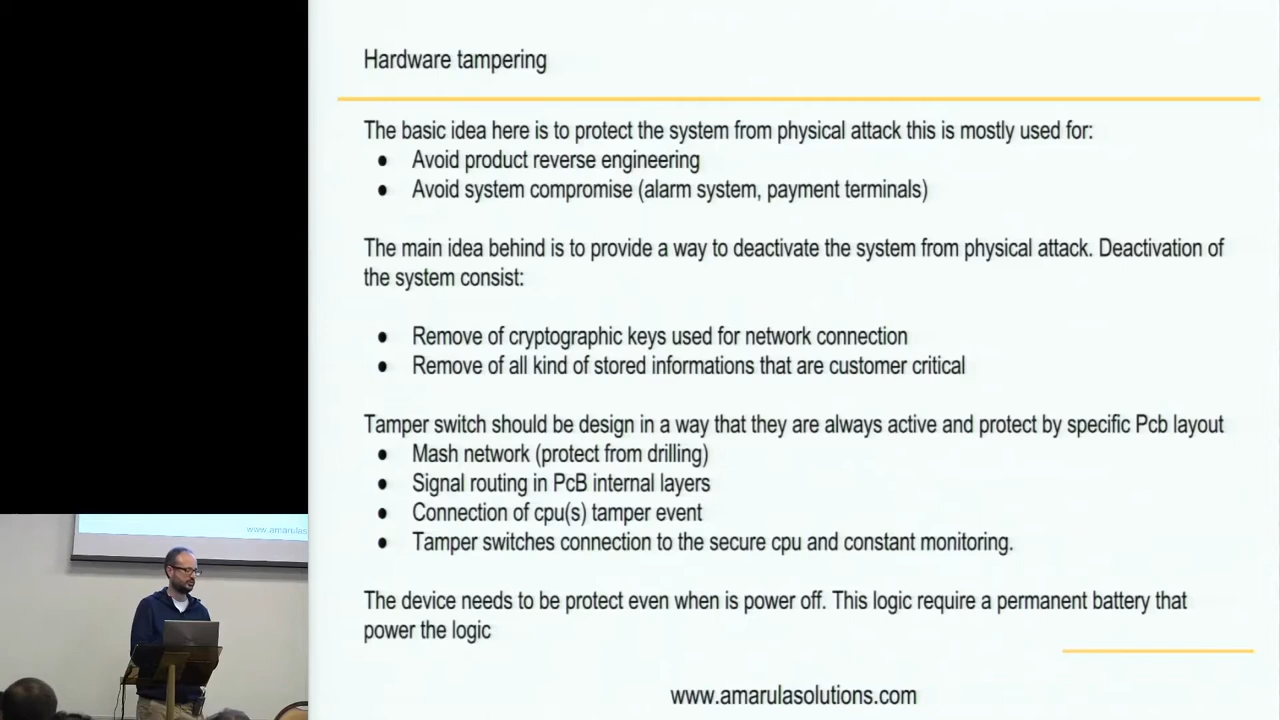 Hardware tampering
The basic idea here is to protect the system from physical attack this is mostly used for:
● Avoid product reverse engineering
● Avoid system compromise (alarm system, payment terminals)
The main idea behind is to provide a way to deactivate the system from physical attack. Deactivation of
the system consist:
● Remove of cryptographic keys used for network connection
● Remove of all kind of stored informations that are customer critical
Tamper switch should be design in a way that they are always active and protect by specific Pcb layout
● Mash network (protect from drilling)
● Signal routing in PcB internal layers
● Connection of cpu(s) tamper event
● Tamper switches connection to the secure cpu and constant monitoring.
The device needs to be protect even when is power off. This logic require a permanent battery that
power the logic
www.amarulasolutions.com
www.amarulas